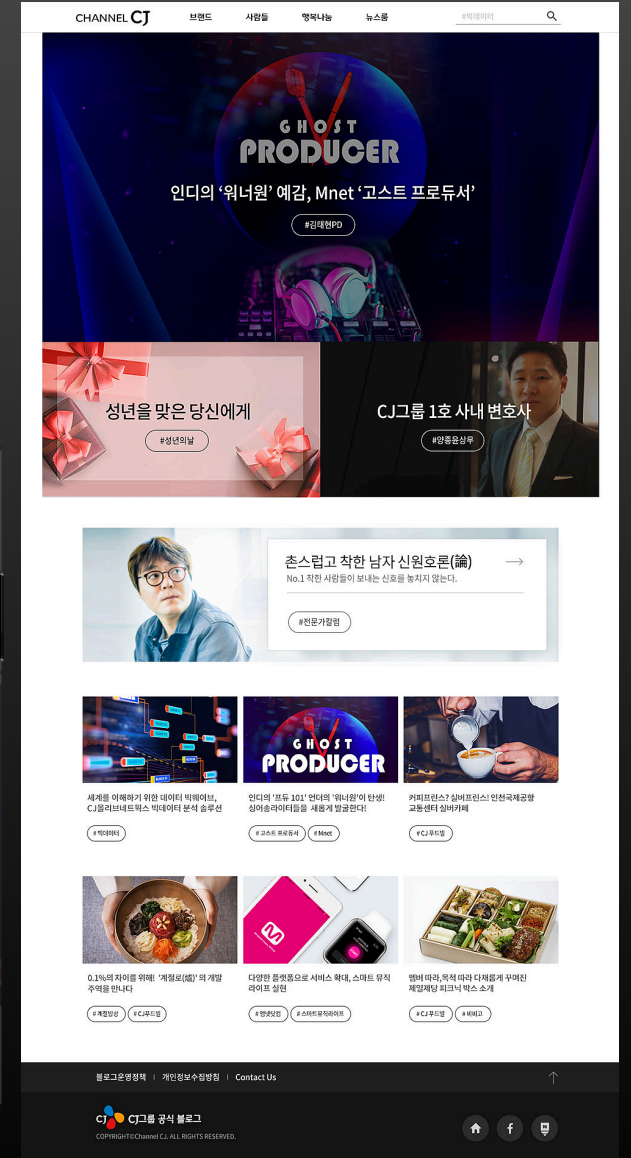 CHANNEL CJ
브랜드
사람들
행복나눔
뉴스룸
#빅데이터
GHOST
PRODUCER
인디의 ‘워너원’ 예감, Mnet ‘고스트 프로듀서’
#김태현PD
성년을 맞은 당신에게
#성년의날
CJ그룹 1호 사내 변호사
#양종윤상무
촌스럽고 착한 남자 신원호론(論)
No.1 착한 사람들이 보내는 신호를 놓치지 않는다.
#전문가칼럼
세계를 이해하기 위한 데이터 빅웨이브,
CJ올리브네트웍스 빅데이터 분석 솔루션
# 빅데이터
GHOST
PRODUCER
인디의 '프듀 101' 언더의 '워너원'이 탄생!
싱어송라이터들을 새롭게 발굴한다!
# 고스트 프로듀서
# Mnet
커피프린스? 실버프린스! 인천국제공항
교통센터 실버카페
# CJ 푸드빌
0.1%의 차이를 위해! '계절로(爐)' 의 개발
주역을 만나다
# 계절밥상
# CJ푸드빌
다양한 플랫폼으로 서비스 확대, 스마트 뮤직
라이프 실현
# 엠넷닷컴
# 스마트뮤직라이프
멤버 따라,목적 따라 다채롭게 꾸며진
제일제당 피크닉 박스 소개
# CJ 푸드빌
# 비비고
블로그운영정책
개인정보수집방침
Contact Us
CJ CJ그룹 공식 블로그
COPYRIGHT©Channel CJ. ALL RIGHTS RESERVED.